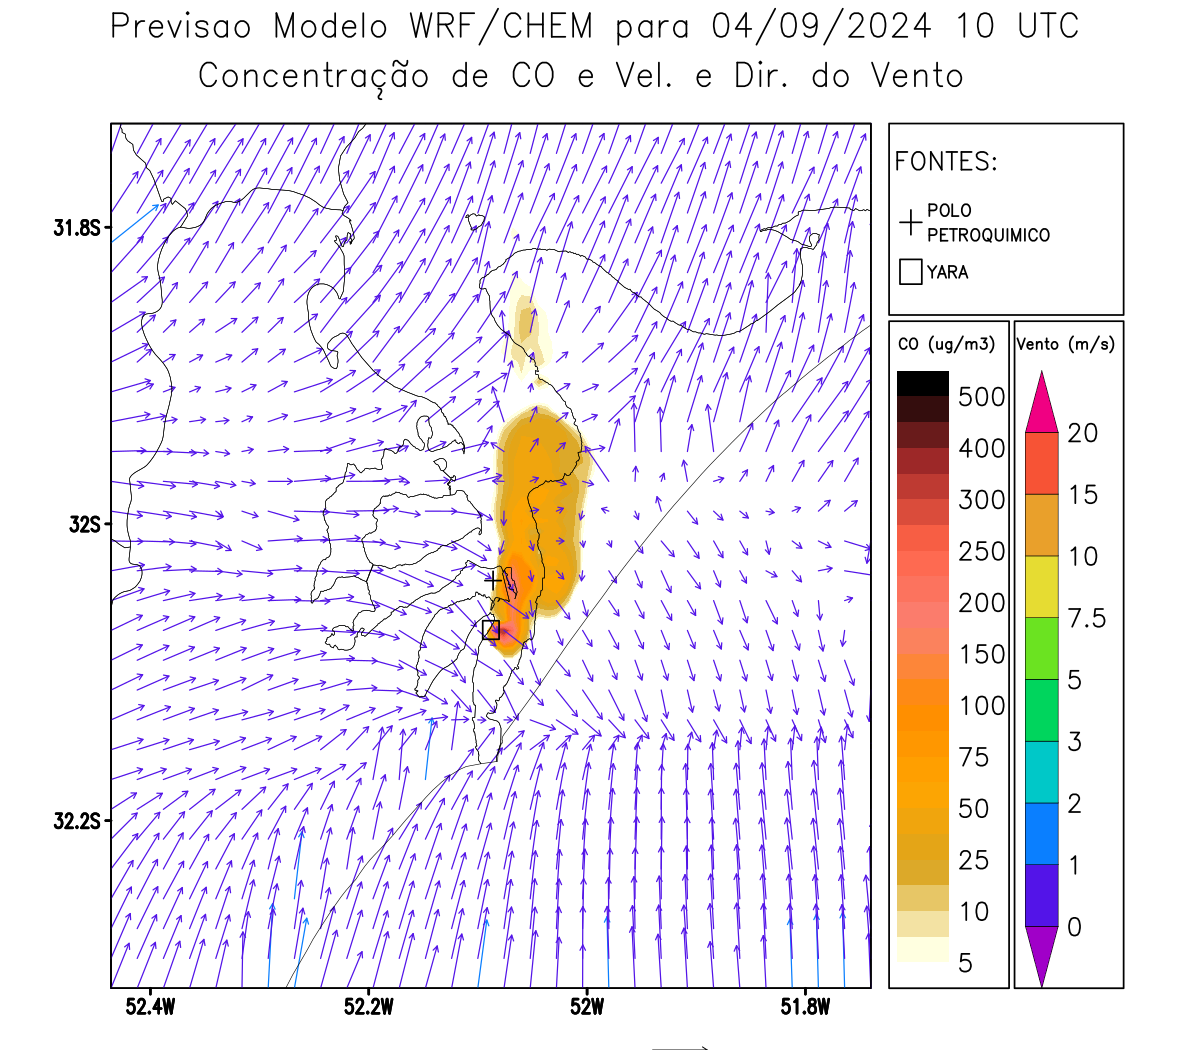 Previsao Modelo WRF/CHEM para 04/09/2024 10 UTC
Concentração de CO e Vel. e Dir. do Vento
FONTES:
POLO
PETROQUIMICO
YARA
31.8S
32S
32.2S
52.4W
52.2W
52W
51.8W
CO (ug/m3)
500
400
300
250
200
150
100
75
50
25
10
5
Vento (m/s)
20
15
10
7.5
5
3
2
1
0